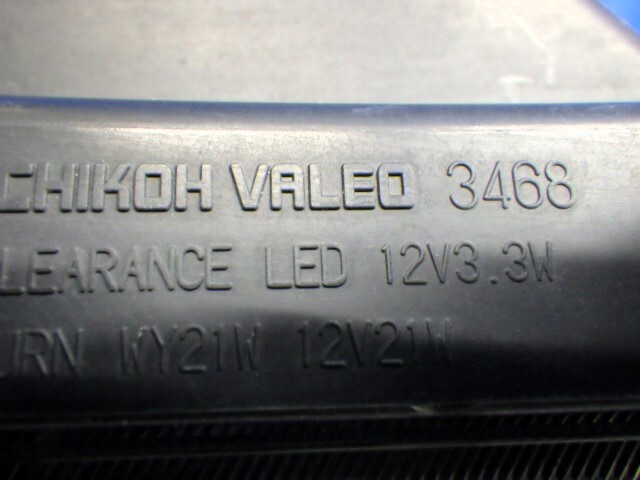 CHIKOH VALEO 3468
LEARANCE LED 12V3.3W
URN WY21W 12V21W